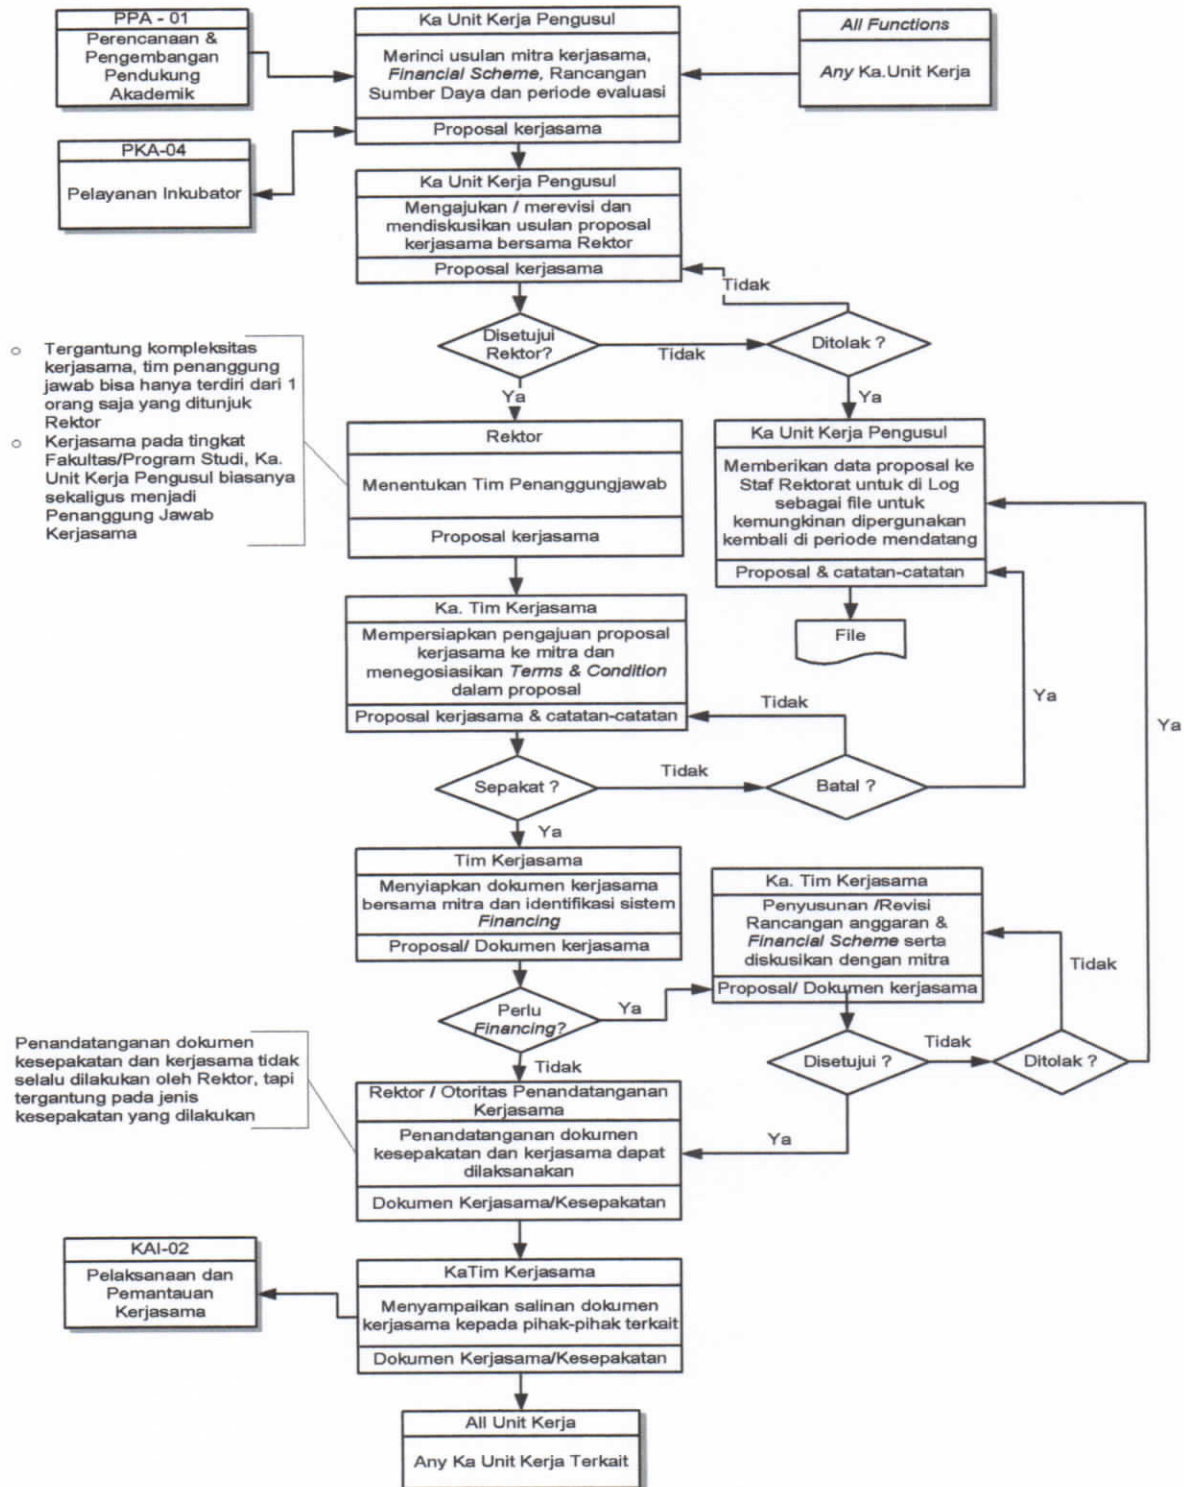 PPA - 01
Perencanaan &
Pengembangan
Pendukung
Akademik
Ka Unit Kerja Pengusul
Merinci usulan mitra kerjasama,
Financial Scheme, Rancangan
Sumber Daya dan periode evaluasi
Proposal kerjasama
All Functions
Any Ka.Unit Kerja
PKA-04
Pelayanan Inkubator
Ka Unit Kerja Pengusul
Mengajukan / merevisi dan
mendiskusikan usulan proposal
kerjasama bersama Rektor
Proposal kerjasama
Tidak
Disetujui
Rektor?
Tidak
Ditolak ?
Ya
Ya
○ Tergantung kompleksitas
kerjasama, tim penanggung
jawab bisa hanya terdiri dari 1
orang saja yang ditunjuk
Rektor
○ Kerjasama pada tingkat
Fakultas/Program Studi, Ka.
Unit Kerja Pengusul biasanya
sekaligus menjadi
Penanggung Jawab
Kerjasama
Rektor
Menentukan Tim Penanggungjawab
Proposal kerjasama
Ka Unit Kerja Pengusul
Memberikan data proposal ke
Staf Rektorat untuk di Log
sebagai file untuk
kemungkinan dipergunakan
kembali di periode mendatang
Proposal & catatan-catatan
File
Ka. Tim Kerjasama
Mempersiapkan pengajuan proposal
kerjasama ke mitra dan
menegosiasikan Terms & Condition
dalam proposal
Proposal kerjasama & catatan-catatan
Tidak
Ya
Ya
Sepakat ?
Tidak
Batal ?
Ya
Tim Kerjasama
Menyiapkan dokumen kerjasama
bersama mitra dan identifikasi sistem
Financing
Proposal/ Dokumen kerjasama
Ka. Tim Kerjasama
Penyusunan /Revisi
Rancangan anggaran &
Financial Scheme serta
diskusikan dengan mitra
Proposal/ Dokumen kerjasama
Tidak
Perlu
Financing?
Ya
Tidak
Disetujui ?
Tidak
Ditolak ?
Ya
Penandatanganan dokumen
kesepakatan dan kerjasama tidak
selalu dilakukan oleh Rektor, tapi
tergantung pada jenis
kesepakatan yang dilakukan
Rektor / Otoritas Penandatanganan
Kerjasama
Penandatanganan dokumen
kesepakatan dan kerjasama dapat
dilaksanakan
Dokumen Kerjasama/Kesepakatan
KAI-02
Pelaksanaan dan
Pemantauan
Kerjasama
KaTim Kerjasama
Menyampaikan salinan dokumen
kerjasama kepada pihak-pihak terkait
Dokumen Kerjasama/Kesepakatan
All Unit Kerja
Any Ka Unit Kerja Terkait